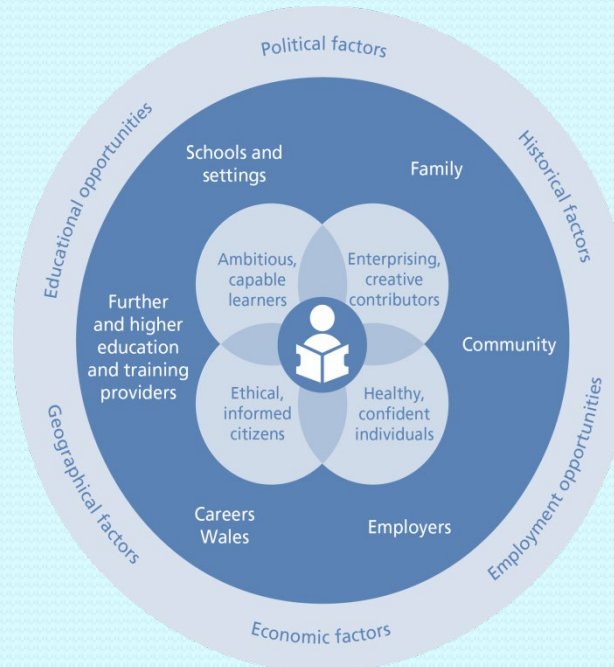 Political factors
Educational opportunities
Historical factors
Schools and
settings
Family
Ambitious,
capable
learners
Enterprising,
creative
contributors
Further
and higher
education
and training
providers
Community
Ethical,
informed
citizens
Healthy,
confident
individuals
Geographical factors
Employment opportunities
Careers
Wales
Employers
Economic factors